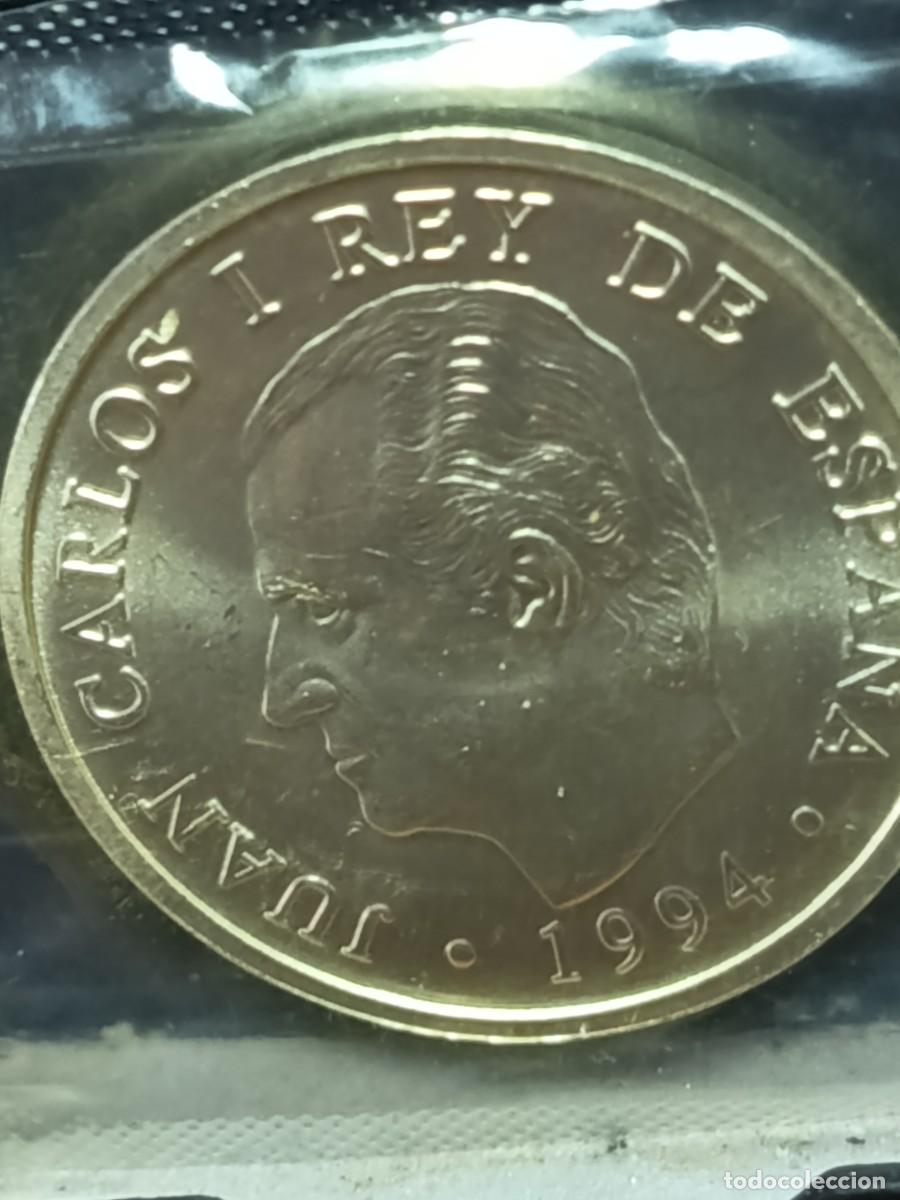 JUAN CARLOS I REY DE ESPAÑA
• 1994 •
todocoleccion